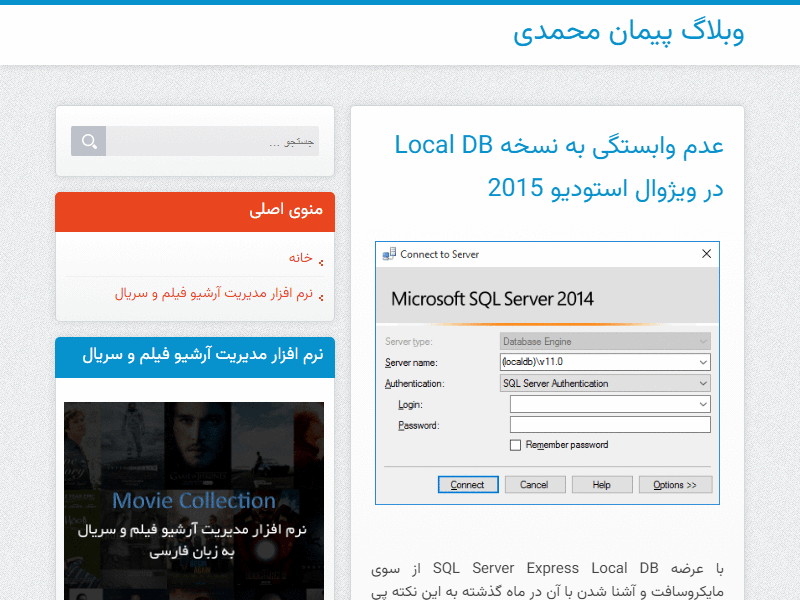 وبلاگ پیمان محمدی
عدم وابستگی به نسخه Local DB
در ویژوال استودیو 2015
Connect to Server
Microsoft SQL Server 2014
Server type: Database Engine
Server name: (localdb)\v11.0
Authentication: SQL Server Authentication
Login:
Password:
Remember password
Connect Cancel Help Options >>
با عرضه SQL Server Express Local DB از سوی
مایکروسافت و آشنا شدن با آن در ماه گذشته به این نکته پی
جستجو ...
منوی اصلی
خانه
نرم افزار مدیریت آرشیو فیلم و سریال
نرم افزار مدیریت آرشیو فیلم و سریال
Movie Collection
نرم افزار مدیریت آرشیو فیلم و سریال
به زبان فارسی